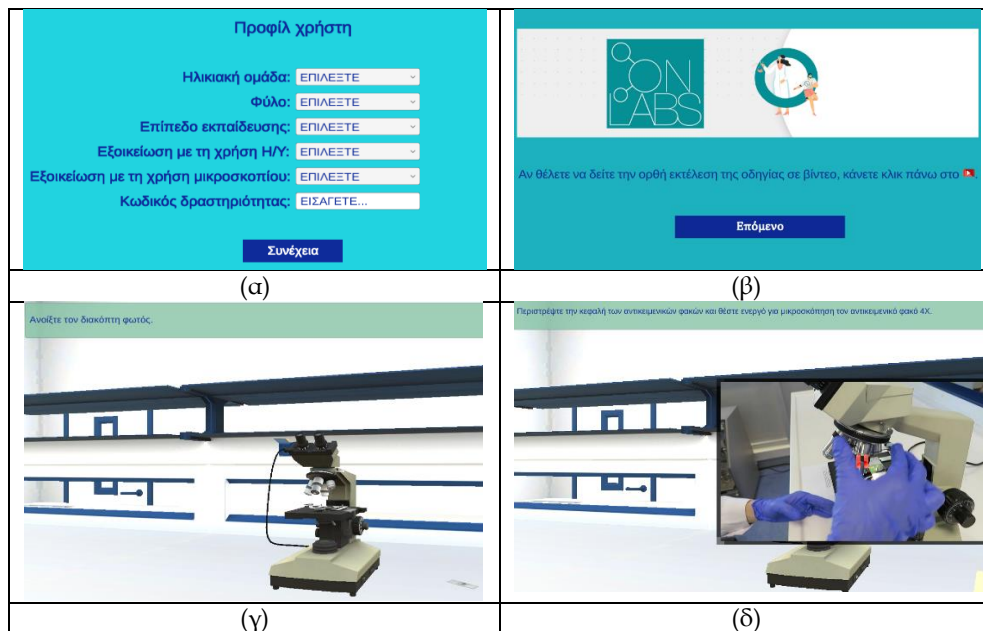 Προφίλ χρήστη
Ηλικιακή ομάδα: ΕΠΙΛΕΞΤΕ
Φύλο: ΕΠΙΛΕΞΤΕ
Επίπεδο εκπαίδευσης: ΕΠΙΛΕΞΤΕ
Εξοικείωση με τη χρήση Η/Υ: ΕΠΙΛΕΞΤΕ
Εξοικείωση με τη χρήση μικροσκοπίου: ΕΠΙΛΕΞΤΕ
Κωδικός δραστηριότητας: ΕΙΣΑΓΕΤΕ...
Συνέχεια
(α)
ON
LABS
Αν θέλετε να δείτε την ορθή εκτέλεση της οδηγίας σε βίντεο, κάνετε κλικ πάνω στο .
Επόμενο
(β)
Ανοίξτε τον διακόπτη φωτός.
(γ)
Περιστρέψτε την κεφαλή των αντικειμενικών φακών και θέστε ενεργό για μικροσκόπηση τον αντικειμενικό φακό 4Χ.
(δ)